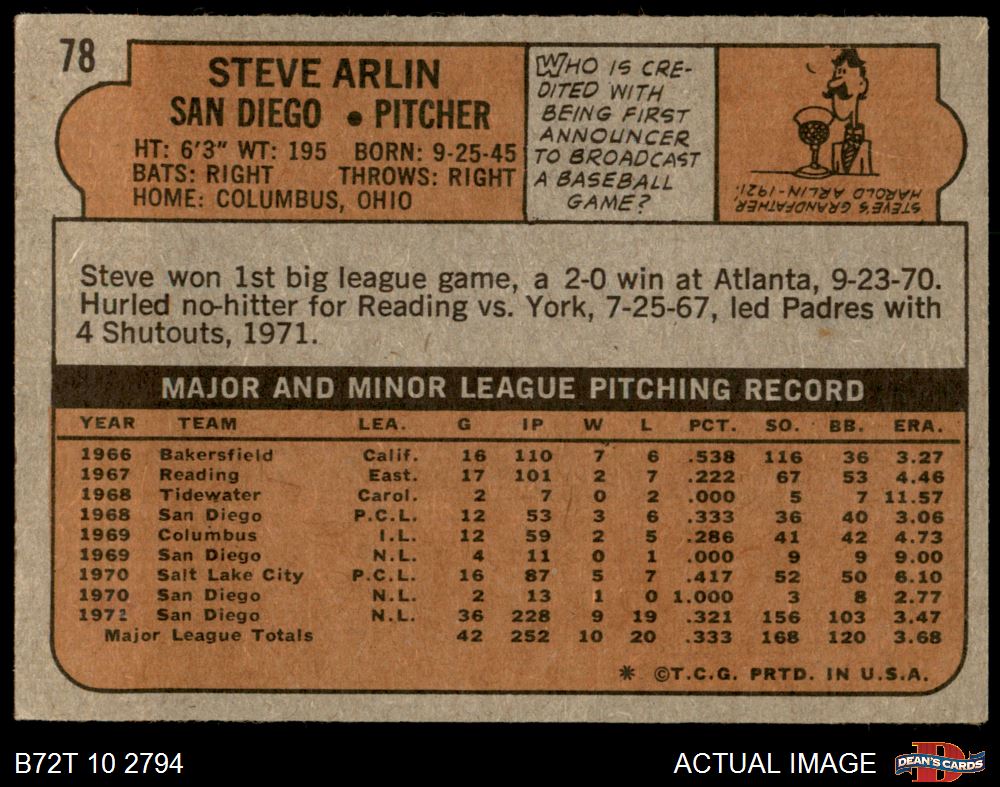 78
STEVE ARLIN
SAN DIEGO • PITCHER
HT: 6'3" WT: 195 BORN: 9-25-45
BATS: RIGHT THROWS: RIGHT
HOME: COLUMBUS, OHIO
WHO IS CRE-
DITED WITH
BEING FIRST
ANNOUNCER
TO BROADCAST
A BASEBALL
GAME?
STEVE'S GRANDFATHER
HAROLD ARLIN-1921.
Steve won 1st big league game, a 2-0 win at Atlanta, 9-23-70.
Hurled no-hitter for Reading vs. York, 7-25-67, led Padres with
4 Shutouts, 1971.
MAJOR AND MINOR LEAGUE PITCHING RECORD
YEAR TEAM LEA. G IP W L PCT. SO. BB. ERA.
1966 Bakersfield Calif. 16 110 7 6 .538 116 36 3.27
1967 Reading East. 17 101 2 7 .222 67 53 4.46
1968 Tidewater Carol. 2 7 0 2 .000 5 7 11.57
1968 San Diego P.C.L. 12 53 3 6 .333 36 40 3.06
1969 Columbus I.L. 12 59 2 5 .286 41 42 4.73
1969 San Diego N.L. 4 11 0 1 .000 9 9 9.00
1970 Salt Lake City P.C.L. 16 87 5 7 .417 52 50 6.10
1970 San Diego N.L. 2 13 1 0 1.000 3 8 2.77
San Diego N.L. 36 228 9 19 .321 156 103 3.47
Major League Totals 42 252 10 20 .333 168 120 3.68
* ©T.C.G. PRTD. IN U.S.A.
B72T 10 2794
ACTUAL IMAGE
D
DEAN'S CARDS